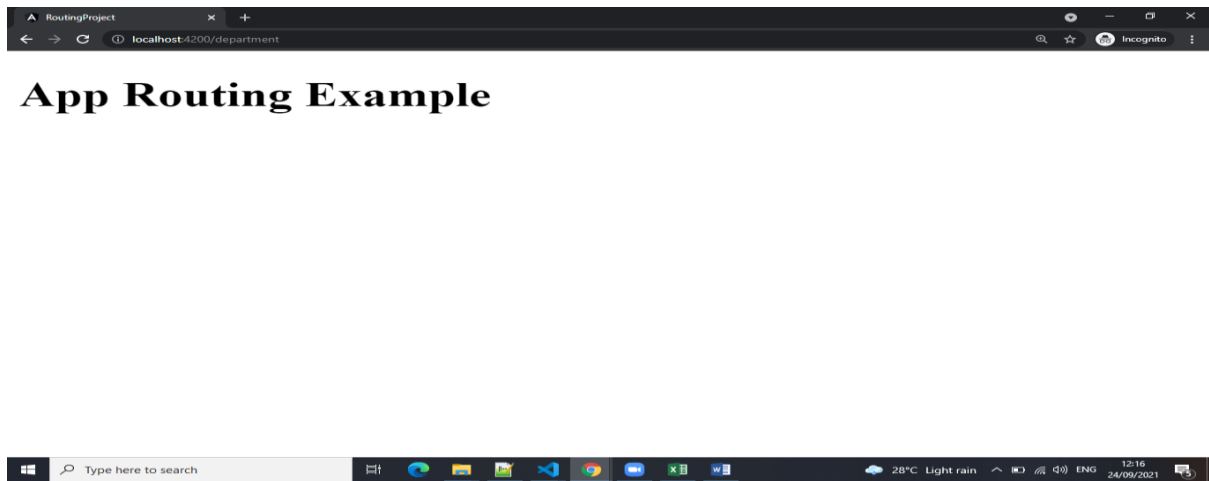 RoutingProject
localhost:4200/department
Incognito
App Routing Example
Type here to search
28°C Light rain
ENG
12:16
24/09/2021
5